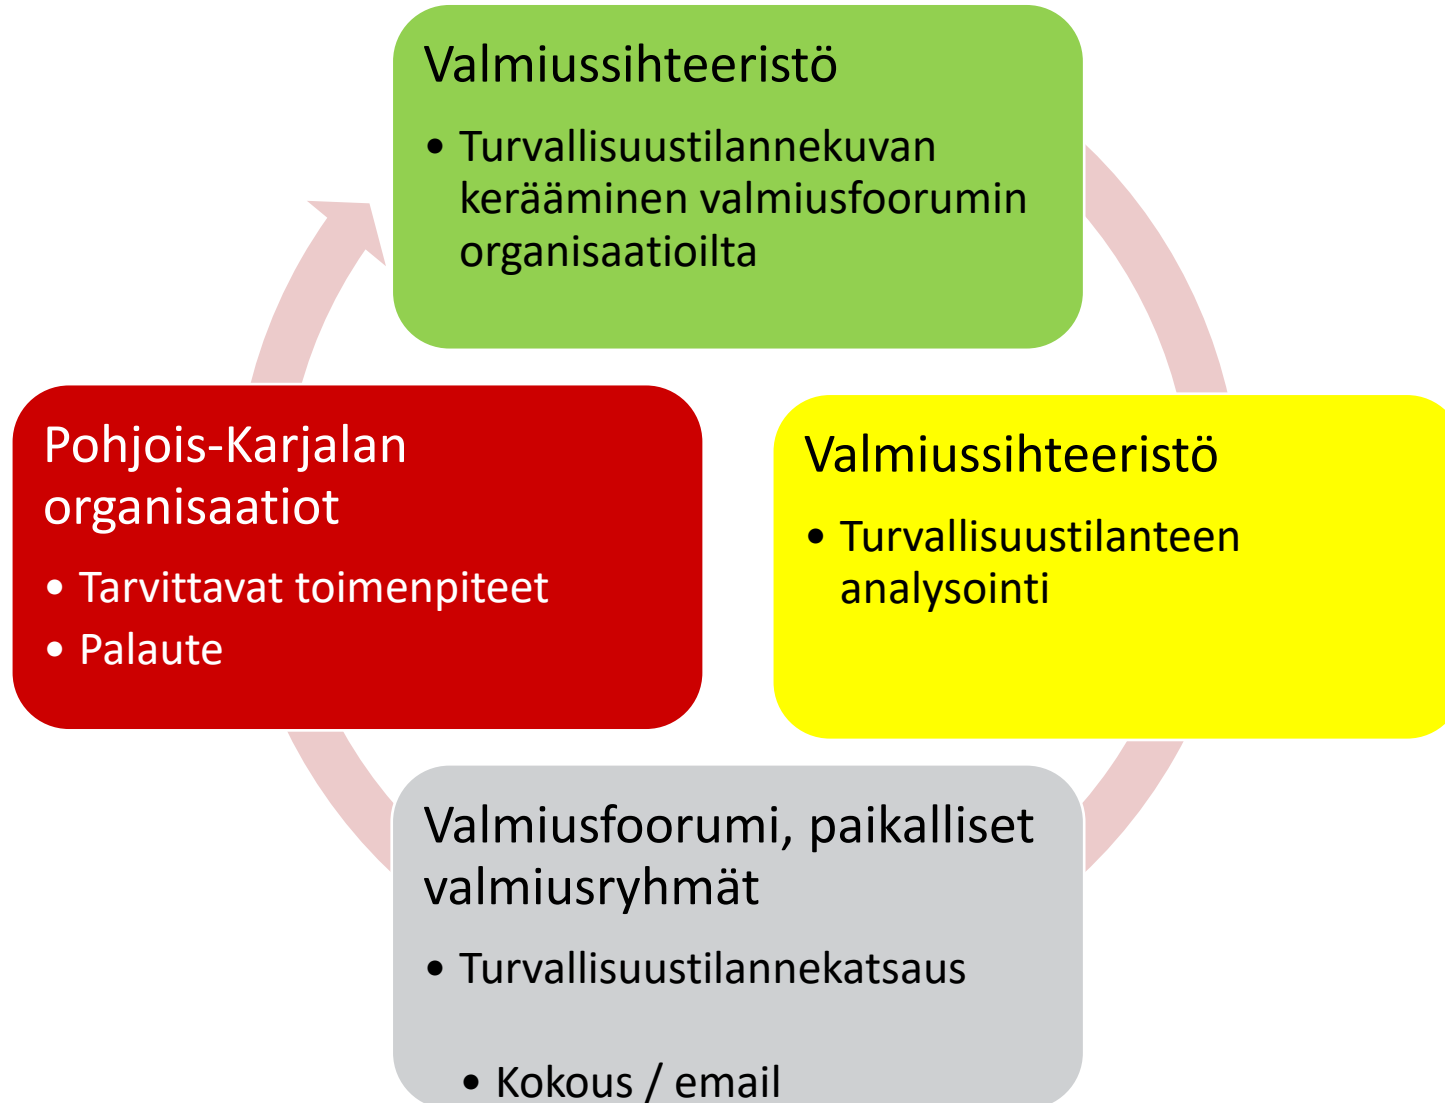 Valmiussihteeristö
• Turvallisuustilannekuvan
kerääminen valmiusfoorumin
organisaatioilta
Valmiussihteeristö
• Turvallisuustilanteen
analysointi
Valmiusfoorumi, paikalliset
valmiusryhmät
• Turvallisuustilannekatsaus
• Kokous / email
Pohjois-Karjalan
organisaatiot
• Tarvittavat toimenpiteet
• Palaute